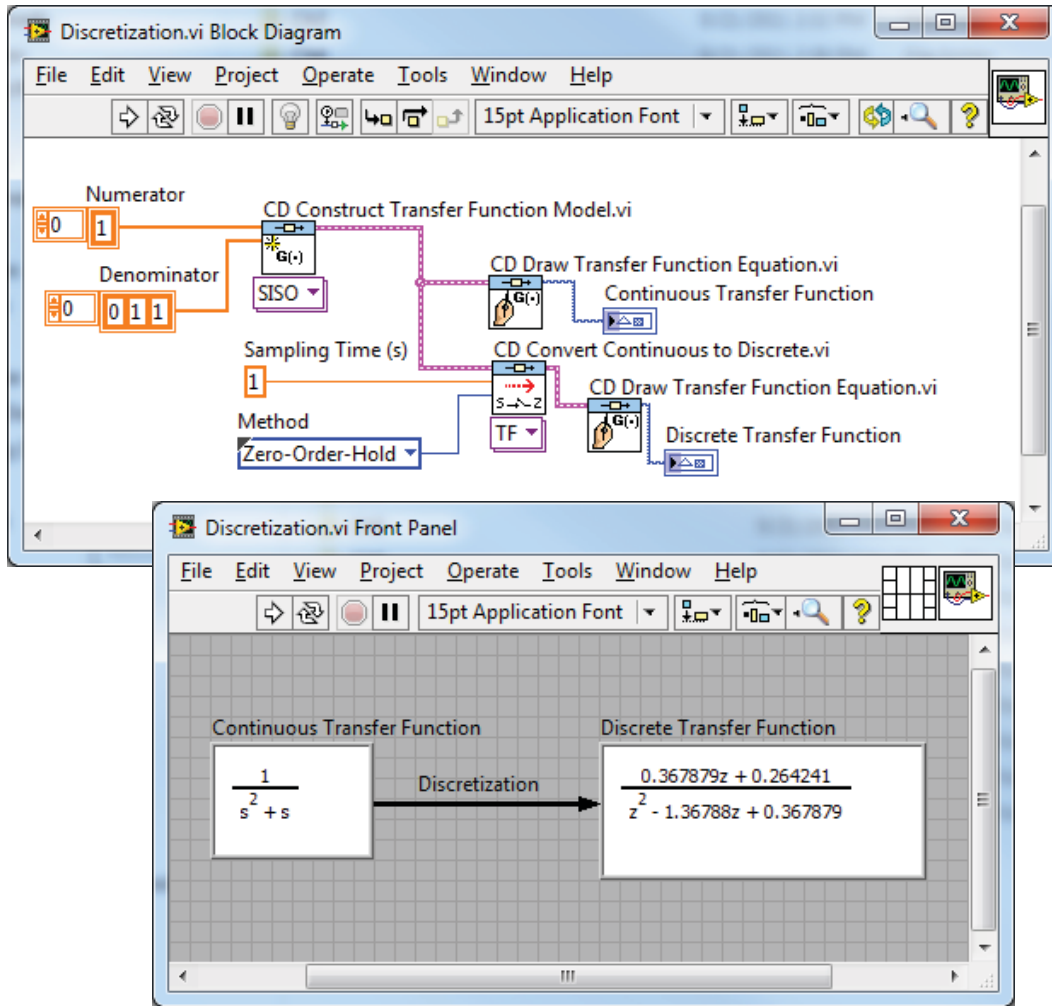 Discretization.vi Block Diagram
File Edit View Project Operate Tools Window Help
15pt Application Font
Numerator
0 1
CD Construct Transfer Function Model.vi
G(·)
SISO
Denominator
0 0 1 1
CD Draw Transfer Function Equation.vi
G(·)
Continuous Transfer Function
Sampling Time (s)
1
CD Convert Continuous to Discrete.vi
S Z
TF
CD Draw Transfer Function Equation.vi
G(·)
Method
Zero-Order-Hold
Discrete Transfer Function
Discretization.vi Front Panel
File Edit View Project Operate Tools Window Help
15pt Application Font
Continuous Transfer Function
1
s² + s
Discretization
Discrete Transfer Function
0.367879z + 0.264241
z² - 1.36788z + 0.367879